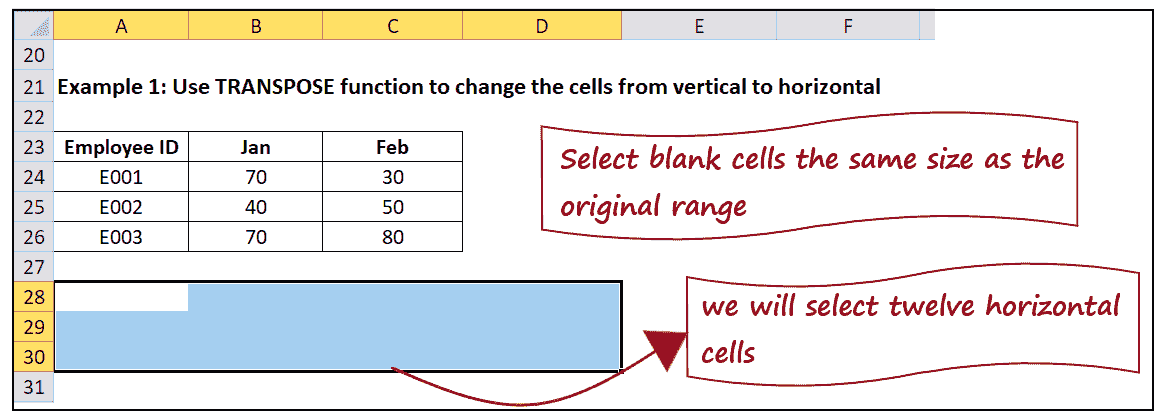 A B C D E F
20
21 Example 1: Use TRANSPOSE function to change the cells from vertical to horizontal
22
23 Employee ID Jan Feb
24 E001 70 30
25 E002 40 50
26 E003 70 80
Select blank cells the same size as the
original range
27
28
29
30
31
we will select twelve horizontal
cells